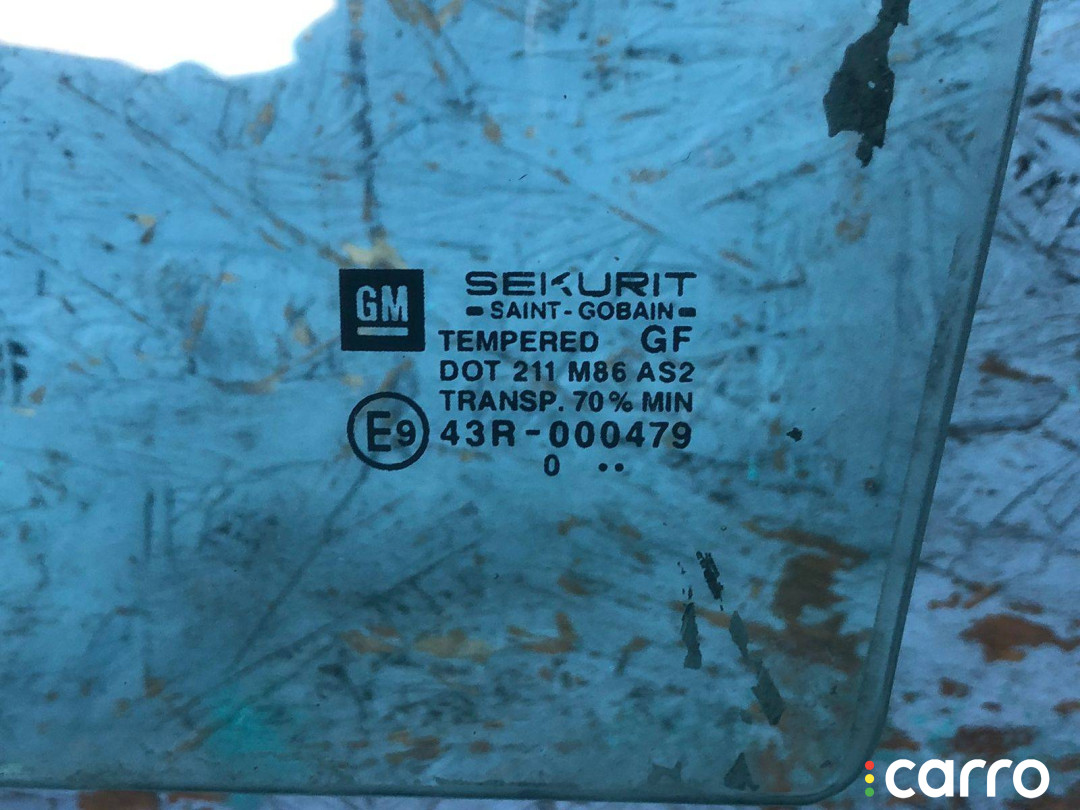 GM
SEKURIT
SAINT-GOBAIN
TEMPERED GF
DOT 211 M86 AS2
TRANSP. 70% MIN
E9 43R-000479
0 ..
carro